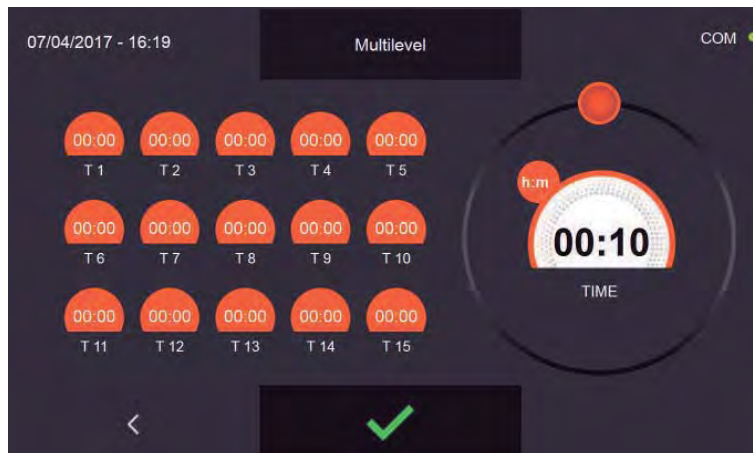 07/04/2017 - 16:19
Multilevel
COM
00:00 00:00 00:00 00:00 00:00
T 1 T 2 T 3 T 4 T 5
00:00 00:00 00:00 00:00 00:00
T 6 T 7 T 8 T 9 T 10
00:00 00:00 00:00 00:00 00:00
T 11 T 12 T 13 T 14 T 15
h:m
00:10
TIME